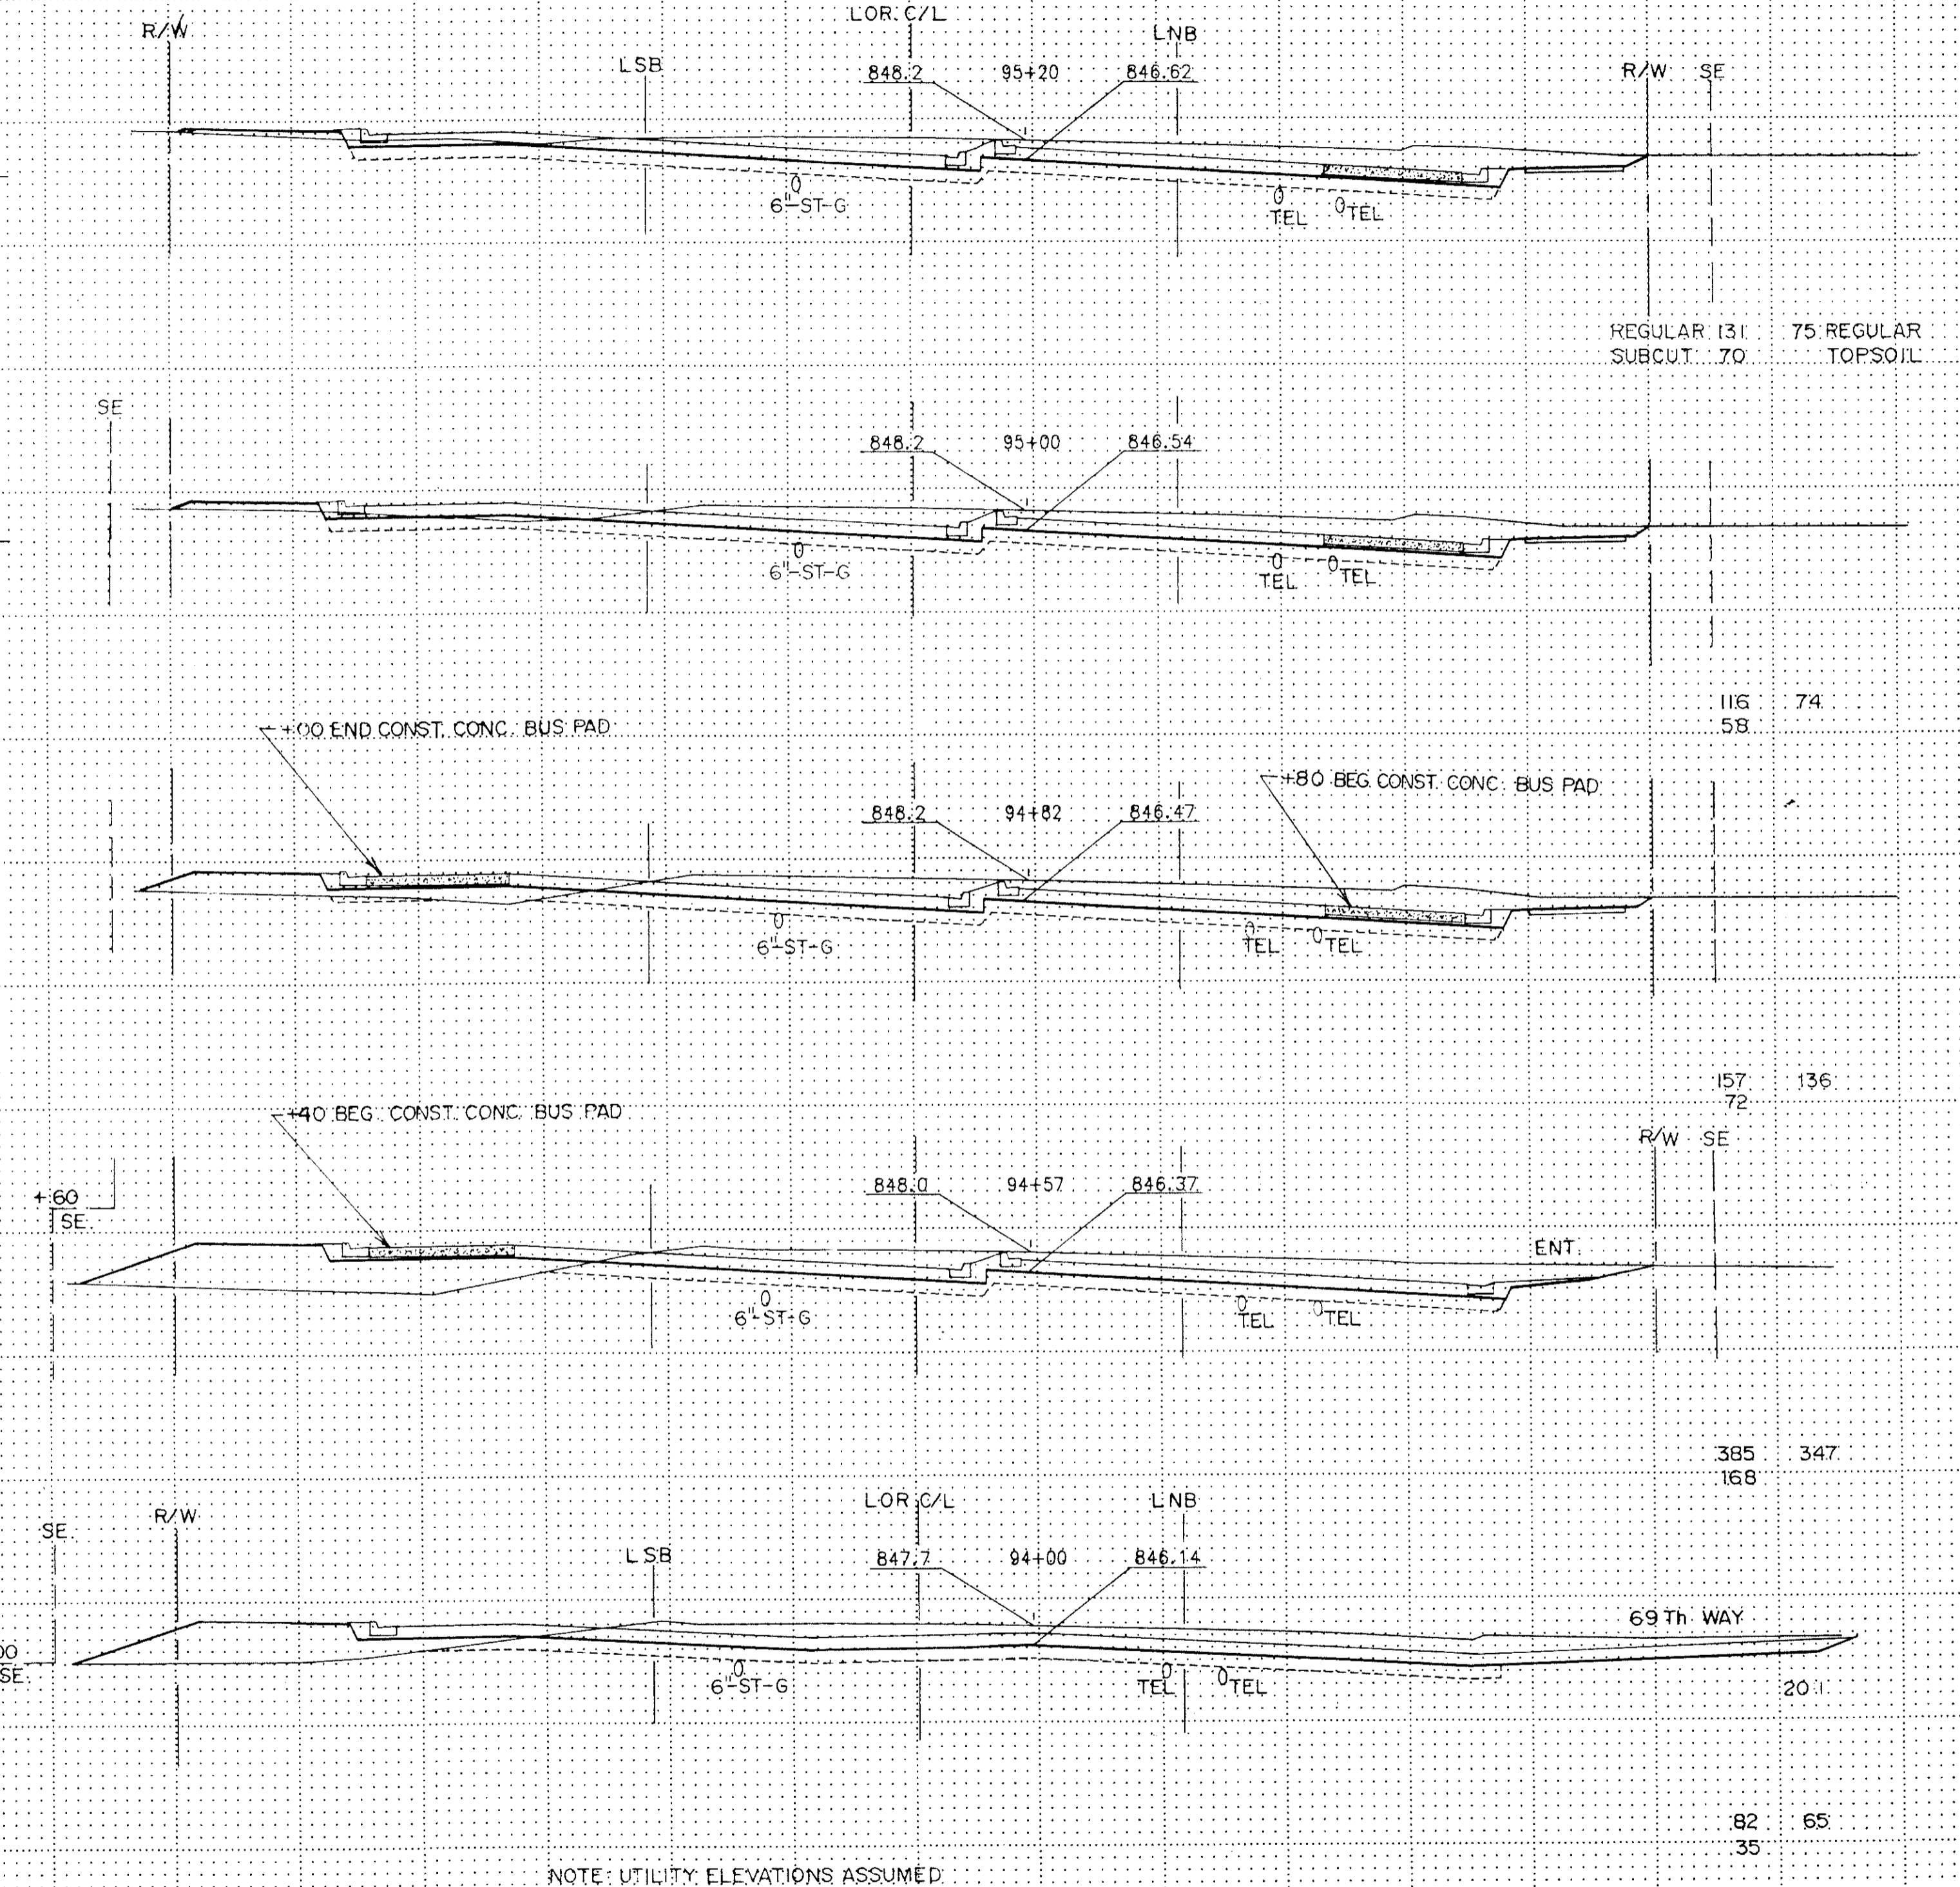 R/W
LOR. C/L
LNB
LSB
848.2 95+20 846.62
R/W SE
6"-ST-G
TEL
TEL
REGULAR 131 75 REGULAR
SUBCUT 70 TOPSOIL
SE
848.2 95+00 846.54
6"-ST-G
TEL
TEL
116 74
58
+00 END CONST. CONC. BUS PAD
+80 BEG. CONST. CONC. BUS PAD
848.2 94+82 846.47
6"-ST-G
TEL
TEL
157 136
72
+40 BEG. CONST. CONC. BUS PAD
R/W SE
+60
SE
848.0 94+57 846.37
ENT.
6"-ST-G
TEL
TEL
385 347
168
LOR C/L
LNB
R/W
SE
LSB
847.7 94+00 846.14
69Th WAY
00
SE
6"-ST-G
TEL
TEL
20.1
82 65
35
NOTE: UTILITY ELEVATIONS ASSUMED